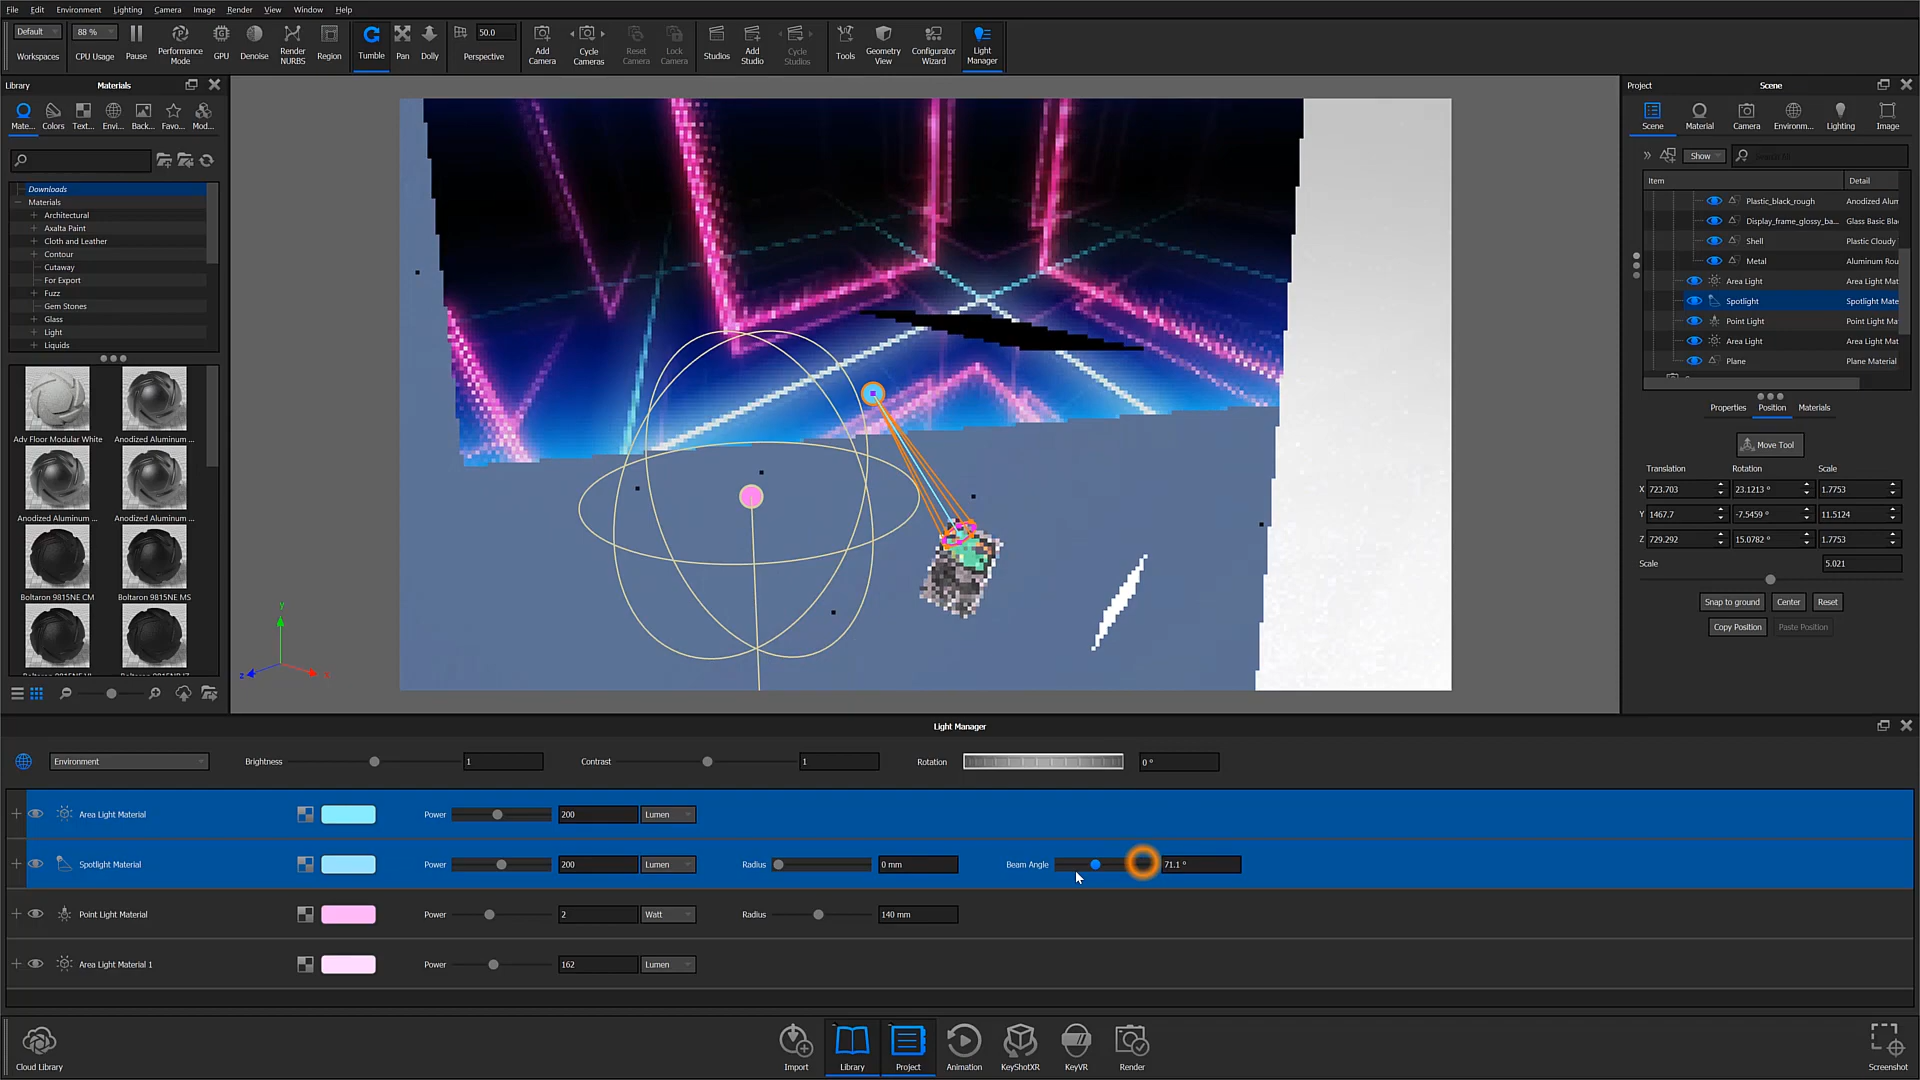 File Edit Environment Lighting Camera Image Render View Window Help
Default 88 % 50.0
Workspaces CPU Usage Pause Performance Mode GPU Denoise Render NURBS Region Tumble Pan Dolly Perspective Add Camera Cycle Cameras Reset Camera Lock Camera Studios Add Studio Cycle Studios Tools Geometry View Configurator Wizard Light Manager
Library Materials
Mate... Colors Text... Envi... Back... Favo... Mod...
Downloads
Materials
Architectural
Axalta Paint
Cloth and Leather
Contour
Cutaway
For Export
Fuzz
Gem Stones
Glass
Light
Liquids
Adv Floor Modular White Anodized Aluminum ...
Anodized Aluminum ... Anodized Aluminum ...
Boltaron 9815NE CM Boltaron 9815NE MS
y
z x
Project Scene
Scene Material Camera Environm... Lighting Image
Show
Item Detail
Plastic_black_rough Anodized Alum
Display_frame_glossy_ba... Glass Basic Bla
Shell Plastic Cloudy
Metal Aluminum Rou
Area Light Area Light Mat
Spotlight Spotlight Mate
Point Light Point Light Ma
Area Light Area Light Mat
Plane Plane Material
Properties Position Materials
Move Tool
Translation Rotation Scale
X 723.703 23.1213 ° 1.7753
Y 1467.7 -7.5459 ° 11.5124
Z 729.292 15.0782 ° 1.7753
Scale 5.021
Snap to ground Center Reset
Copy Position Paste Position
Light Manager
Environment Brightness 1 Contrast 1 Rotation 0 °
Area Light Material Power 200 Lumen
Spotlight Material Power 200 Lumen Radius 0 mm Beam Angle 71.1 °
Point Light Material Power 2 Watt Radius 140 mm
Area Light Material 1 Power 162 Lumen
Cloud Library Import Library Project Animation KeyShotXR KeyVR Render Screenshot